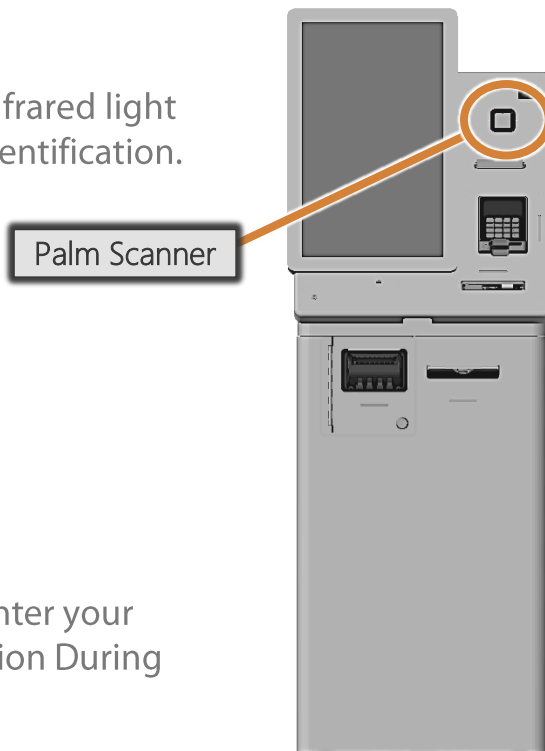 frared light
entification.
Palm Scanner
nter your
ion During